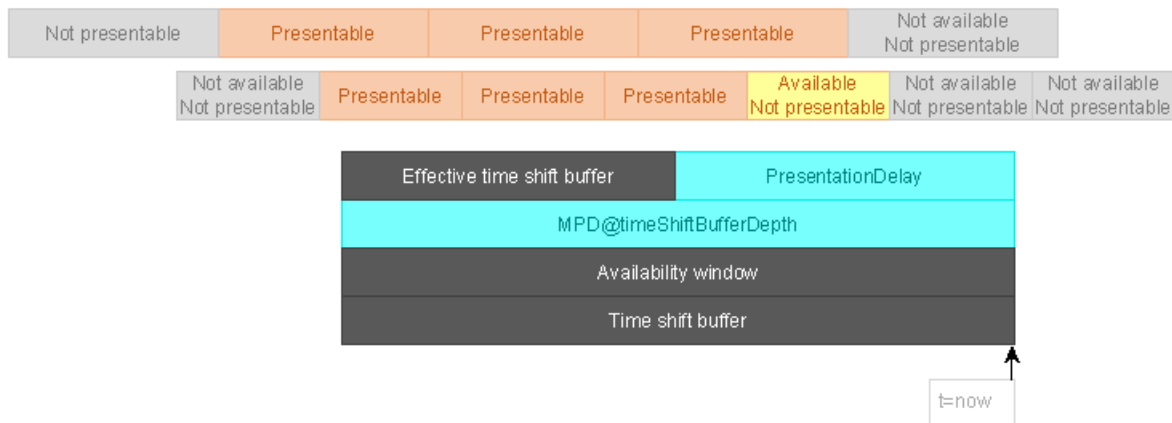 Not presentable
Presentable
Presentable
Presentable
Not available
Not presentable
Not available
Not presentable
Presentable
Presentable
Presentable
Available
Not presentable
Not available
Not presentable
Not available
Not presentable
Effective time shift buffer
PresentationDelay
MPD@timeShiftBufferDepth
Availability window
Time shift buffer
t=now